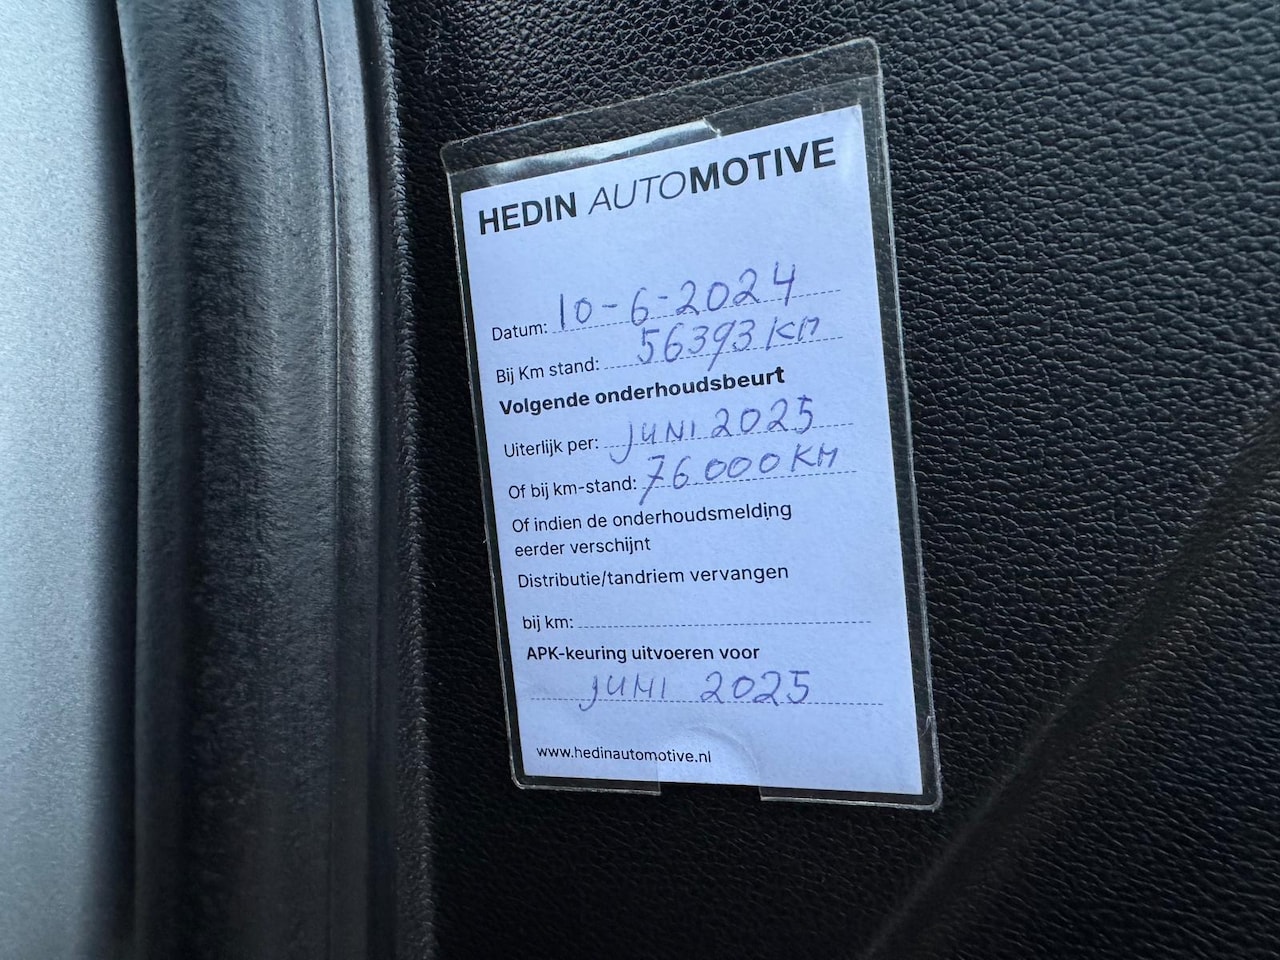 HEDIN AUTOMOTIVE
Datum: 10-6-2024
Bij Km stand: 56393 KM
Volgende onderhoudsbeurt
Uiterlijk per: JUNI 2025
Of bij km-stand: 76.000 KM
Of indien de onderhoudsmelding
eerder verschijnt
Distributie/tandriem vervangen
bij km:
APK-keuring uitvoeren voor
JUNI 2025
www.hedinautomotive.nl